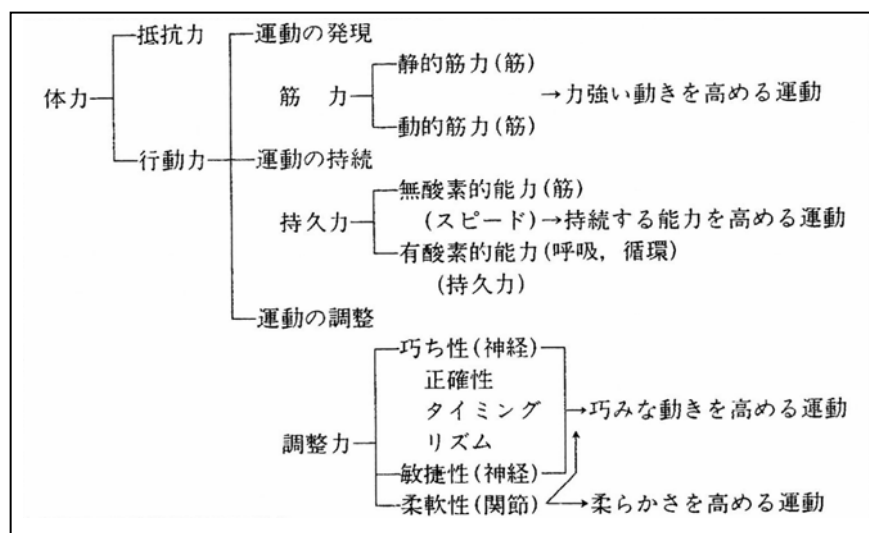 抵抗力 運動の発現
静的筋力(筋)
体力 筋 力 →力強い動きを高める運動
動的筋力(筋)
行動力 運動の持続
無酸素的能力(筋)
持久力 (スピード)→持続する能力を高める運動
有酸素的能力(呼吸,循環)
(持久力)
運動の調整
巧ち性(神経)
正確性
タイミング →巧みな動きを高める運動
調整力 リズム
敏捷性(神経)
柔軟性(関節) →柔らかさを高める運動